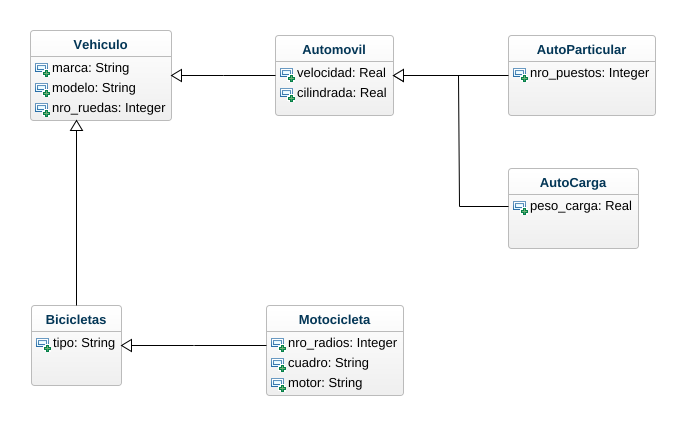 Vehiculo
marca: String
modelo: String
nro_ruedas: Integer
Automovil
velocidad: Real
cilindrada: Real
AutoParticular
nro_puestos: Integer
AutoCarga
peso_carga: Real
Bicicletas
tipo: String
Motocicleta
nro_radios: Integer
cuadro: String
motor: String